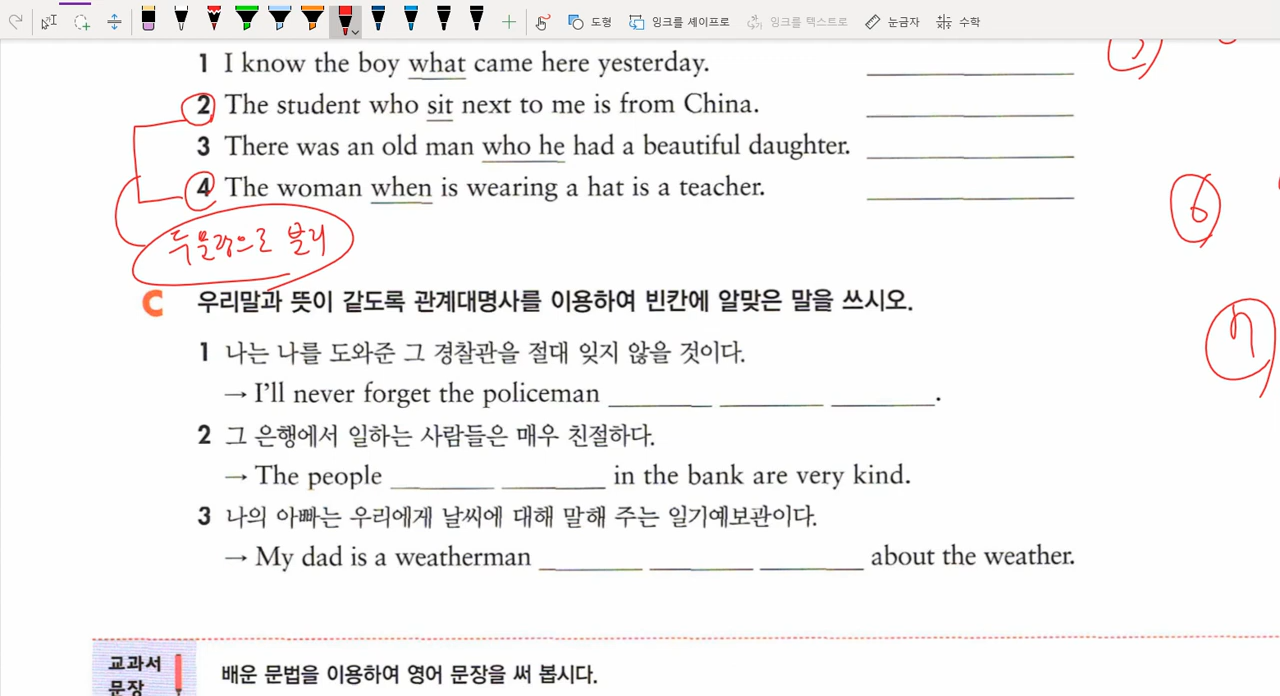 도형 잉크를 셰이프로 잉크를 텍스트로 눈금자 수학
1 I know the boy what came here yesterday.
2 The student who sit next to me is from China.
3 There was an old man who he had a beautiful daughter.
4 The woman when is wearing a hat is a teacher.
두 문장으로 분리
6
C 우리말과 뜻이 같도록 관계대명사를 이용하여 빈칸에 알맞은 말을 쓰시오.
1 나는 나를 도와준 그 경찰관을 절대 잊지 않을 것이다.
→ I'll never forget the policeman ______ ______ ______.
2 그 은행에서 일하는 사람들은 매우 친절하다.
→ The people ______ ______ in the bank are very kind.
3 나의 아빠는 우리에게 날씨에 대해 말해 주는 일기예보관이다.
→ My dad is a weatherman ______ ______ ______ about the weather.
교과서
문장
배운 문법을 이용하여 영어 문장을 써 봅시다.